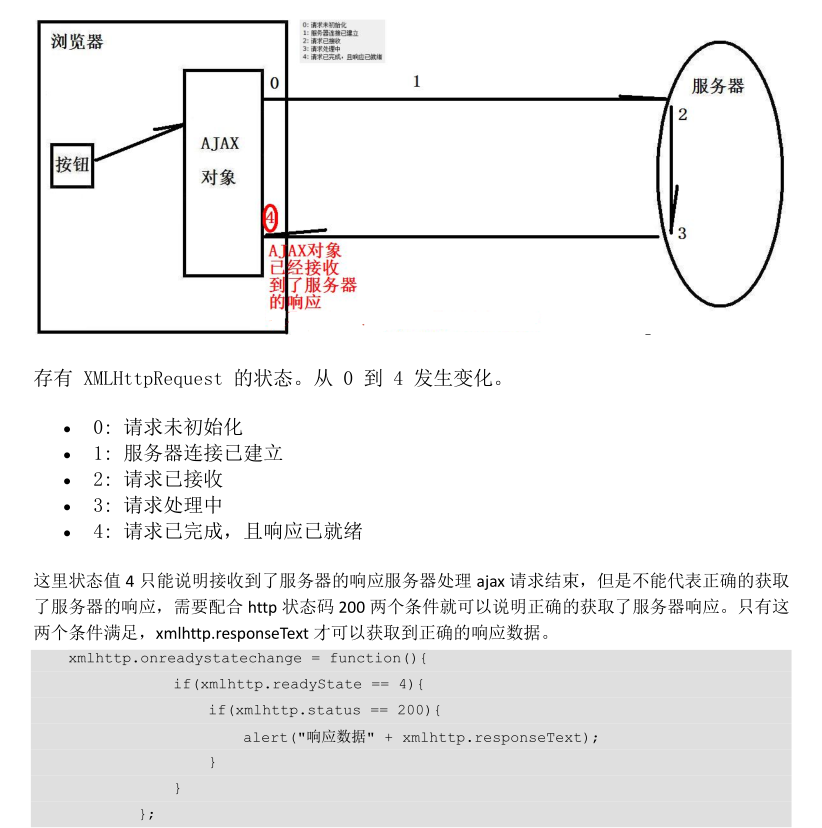 浏览器
0: 请求未初始化
1: 服务器连接已建立
2: 请求已接收
3: 请求处理中
4: 请求已完成，且响应已就绪
0
1
服务器
2
AJAX
对象
按钮
4
3
AJAX对象
已经接收
到了服务器
的响应
存有 XMLHttpRequest 的状态。从 0 到 4 发生变化。
• 0: 请求未初始化
• 1: 服务器连接已建立
• 2: 请求已接收
• 3: 请求处理中
• 4: 请求已完成，且响应已就绪
这里状态值 4 只能说明接收到了服务器的响应服务器处理 ajax 请求结束，但是不能代表正确的获取
了服务器的响应，需要配合 http 状态码 200 两个条件就可以说明正确的获取了服务器响应。只有这
两个条件满足，xmlhttp.responseText 才可以获取到正确的响应数据。
xmlhttp.onreadystatechange = function(){
if(xmlhttp.readyState == 4){
if(xmlhttp.status == 200){
alert("响应数据" + xmlhttp.responseText);
}
}
};